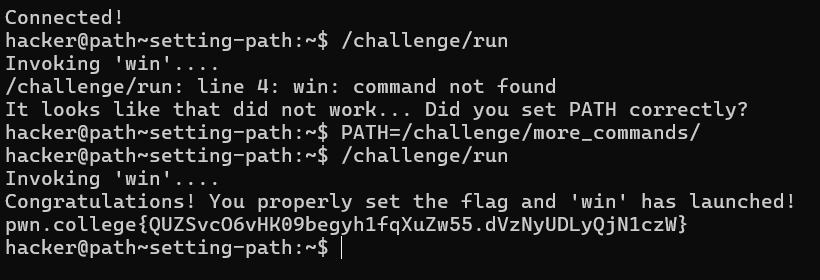 Connected!
hacker@path~setting-path:~$ /challenge/run
Invoking 'win'....
/challenge/run: line 4: win: command not found
It looks like that did not work... Did you set PATH correctly?
hacker@path~setting-path:~$ PATH=/challenge/more_commands/
hacker@path~setting-path:~$ /challenge/run
Invoking 'win'....
Congratulations! You properly set the flag and 'win' has launched!
pwn.college{QUZSvcO6vHK09begyh1fqXuZw55.dVzNyUDLyQjN1czW}
hacker@path~setting-path:~$